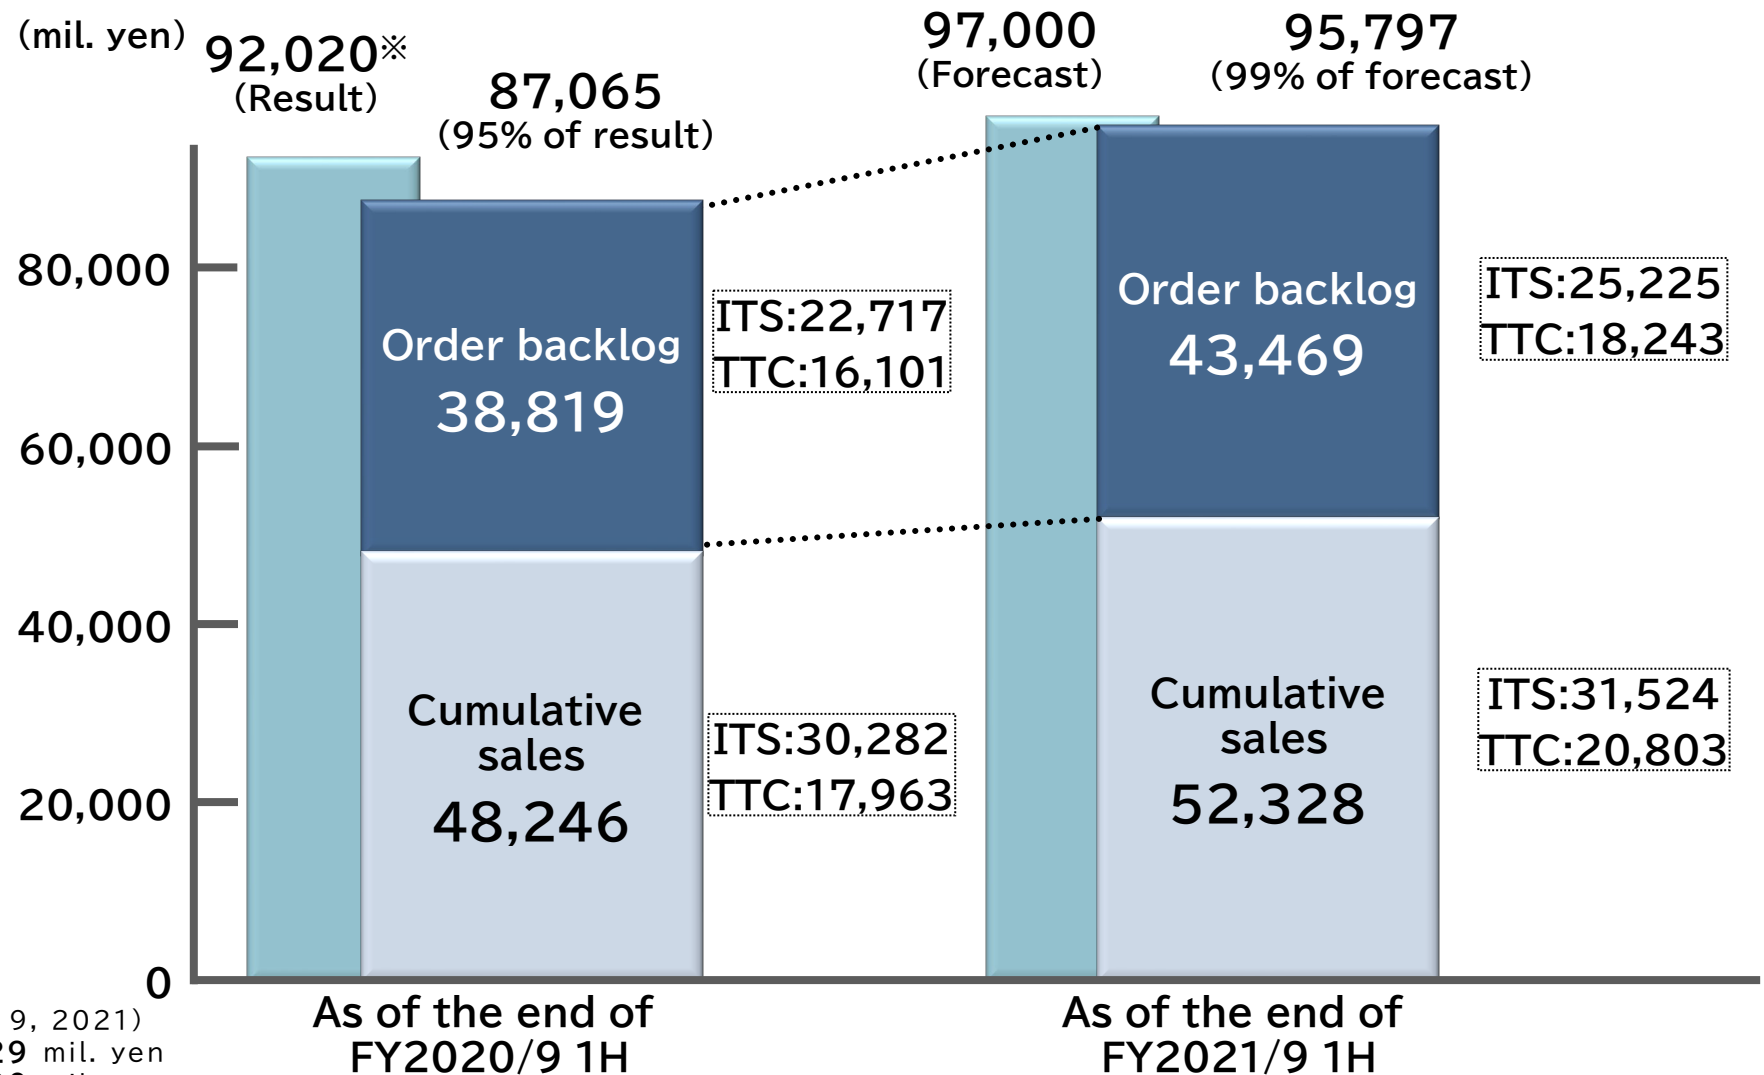 (mil. yen)
92,020※
(Result)
87,065
(95% of result)
97,000
(Forecast)
95,797
(99% of forecast)
80,000
60,000
40,000
20,000
0
Order backlog
38,819
ITS:22,717
TTC:16,101
Cumulative
sales
48,246
ITS:30,282
TTC:17,963
Order backlog
43,469
ITS:25,225
TTC:18,243
Cumulative
sales
52,328
ITS:31,524
TTC:20,803
As of the end of
FY2020/9 1H
As of the end of
FY2021/9 1H
9, 2021)
29 mil. yen